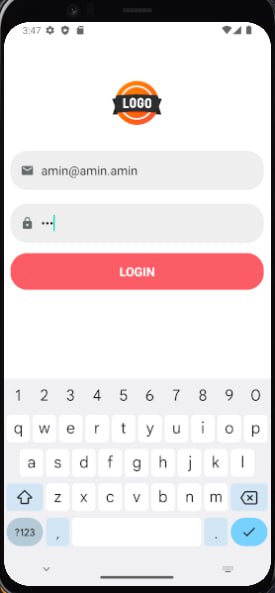 3:47
LOGO
amin@amin.amin
•••
LOGIN
1 2 3 4 5 6 7 8 9 0
q w e r t y u i o p
a s d f g h j k l
z x c v b n m
?123 , .